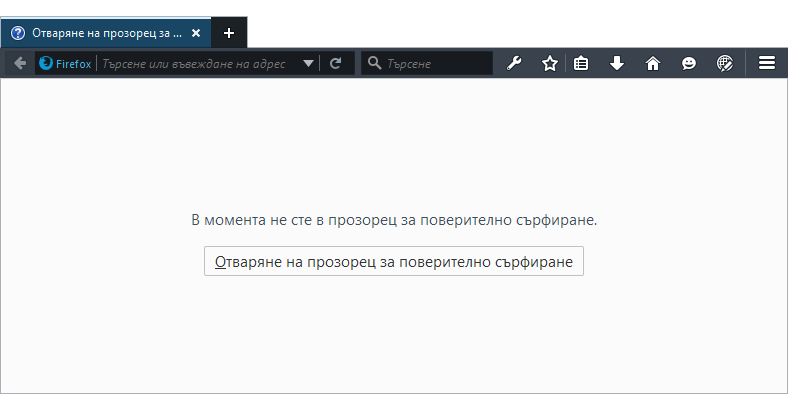 Отваряне на прозорец за ...
Firefox
Търсене или въвеждане на адрес
Търсене
В момента не сте в прозорец за поверително сърфиране.
Отваряне на прозорец за поверително сърфиране